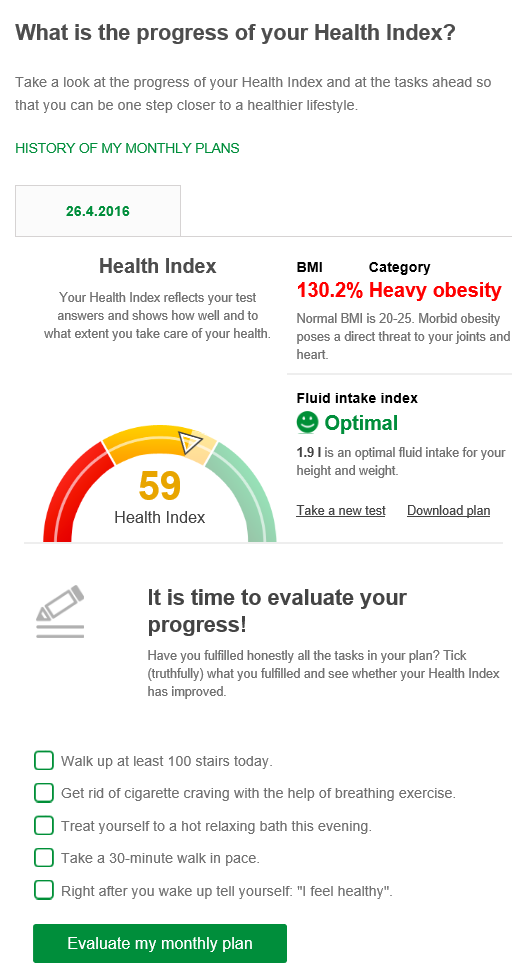 What is the progress of your Health Index?
Take a look at the progress of your Health Index and at the tasks ahead so
that you can be one step closer to a healthier lifestyle.
HISTORY OF MY MONTHLY PLANS
26.4.2016
Health Index
Your Health Index reflects your test
answers and shows how well and to
what extent you take care of your health.
59
Health Index
BMI Category
130.2% Heavy obesity
Normal BMI is 20-25. Morbid obesity
poses a direct threat to your joints and
heart.
Fluid intake index
Optimal
1.9 l is an optimal fluid intake for your
height and weight.
Take a new test Download plan
It is time to evaluate your
progress!
Have you fulfilled honestly all the tasks in your plan? Tick
(truthfully) what you fulfilled and see whether your Health Index
has improved.
Walk up at least 100 stairs today.
Get rid of cigarette craving with the help of breathing exercise.
Treat yourself to a hot relaxing bath this evening.
Take a 30-minute walk in pace.
Right after you wake up tell yourself: "I feel healthy".
Evaluate my monthly plan